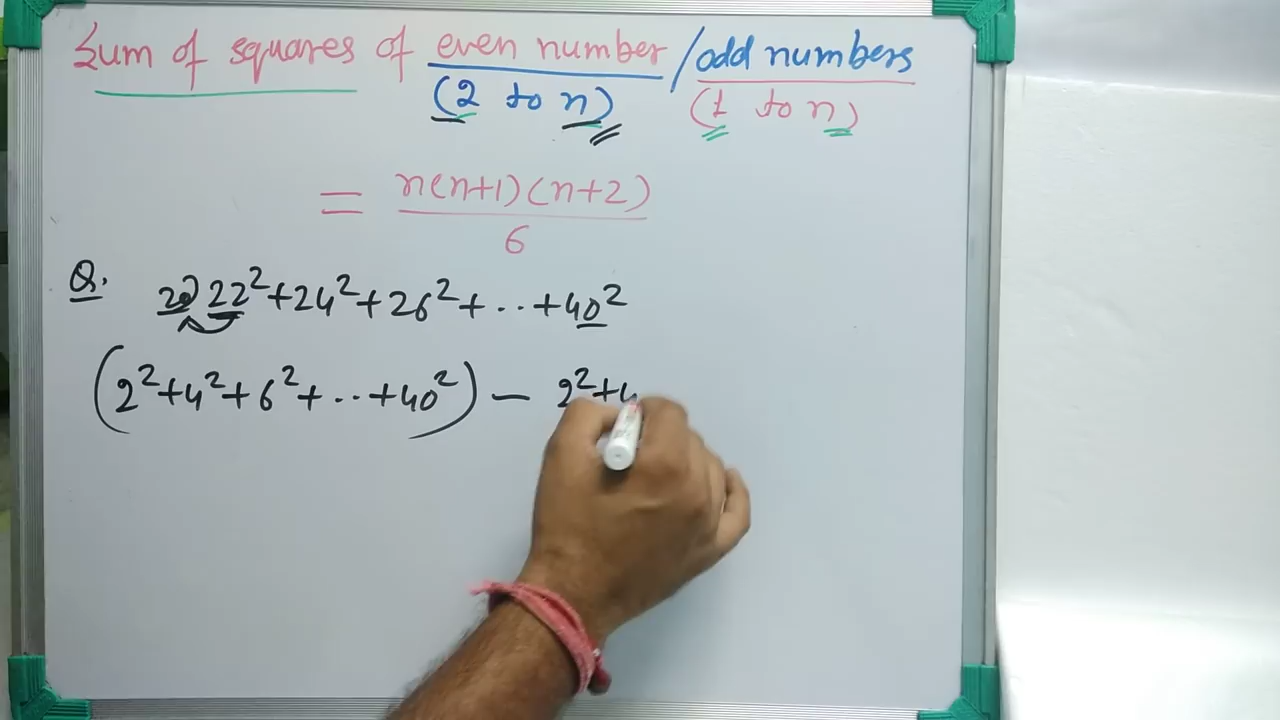 Sum of squares of even number / odd numbers
(2 to n) (1 to n)
= n(n+1)(n+2)
6
Q. 22² + 24² + 26² + .. + 40²
(2² + 4² + 6² + .. + 40²) — 2² + 4